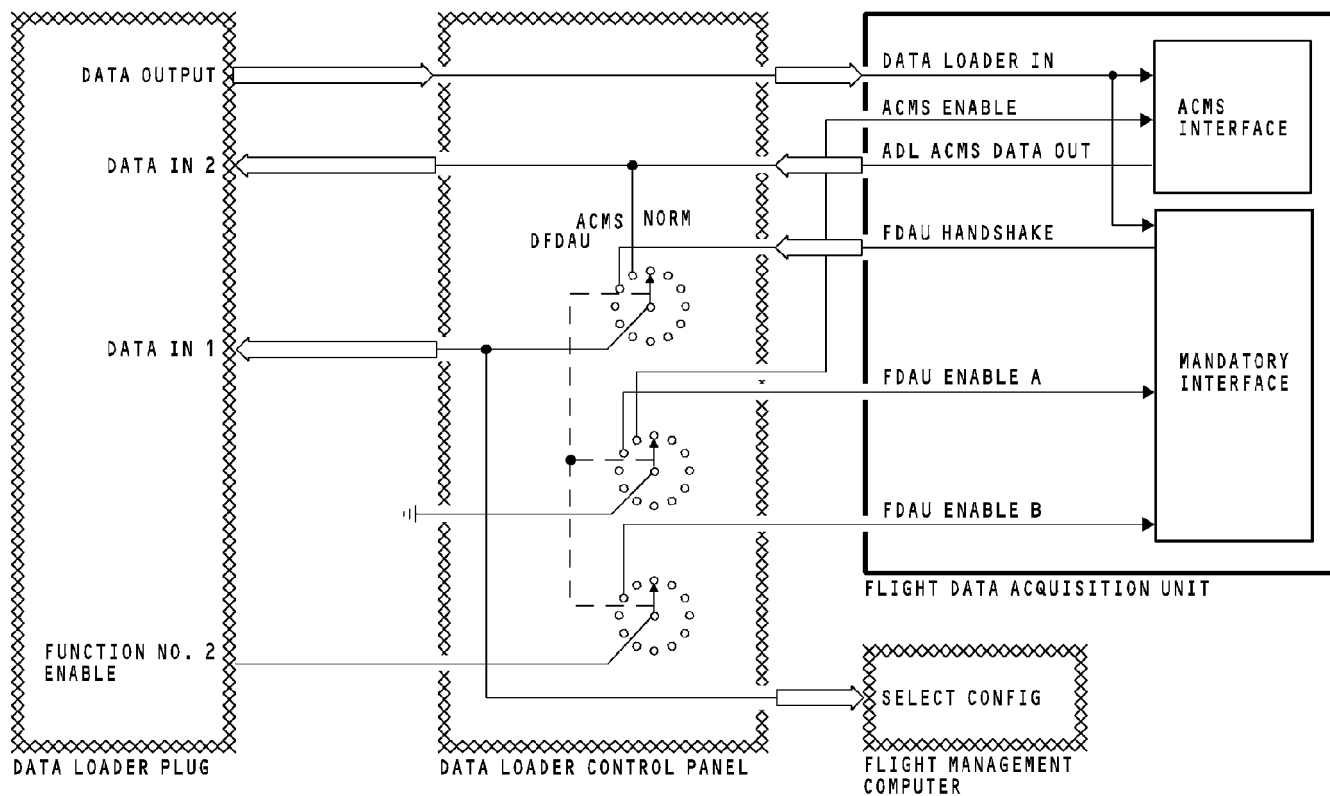 DATA OUTPUT
DATA IN 2
DATA IN 1
FUNCTION NO. 2
ENABLE
DATA LOADER PLUG
ACMS NORM
DFDAU
DATA LOADER CONTROL PANEL
DATA LOADER IN
ACMS ENABLE
ADL ACMS DATA OUT
FDAU HANDSHAKE
FDAU ENABLE A
FDAU ENABLE B
ACMS
INTERFACE
MANDATORY
INTERFACE
FLIGHT DATA ACQUISITION UNIT
SELECT CONFIG
FLIGHT MANAGEMENT
COMPUTER